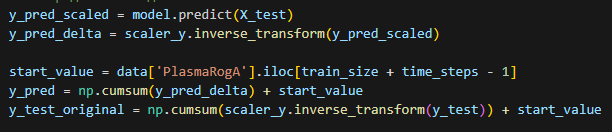 y_pred_scaled = model.predict(X_test)
y_pred_delta = scaler_y.inverse_transform(y_pred_scaled)
start_value = data['PlasmaRogA'].iloc[train_size + time_steps - 1]
y_pred = np.cumsum(y_pred_delta) + start_value
y_test_original = np.cumsum(scaler_y.inverse_transform(y_test)) + start_value